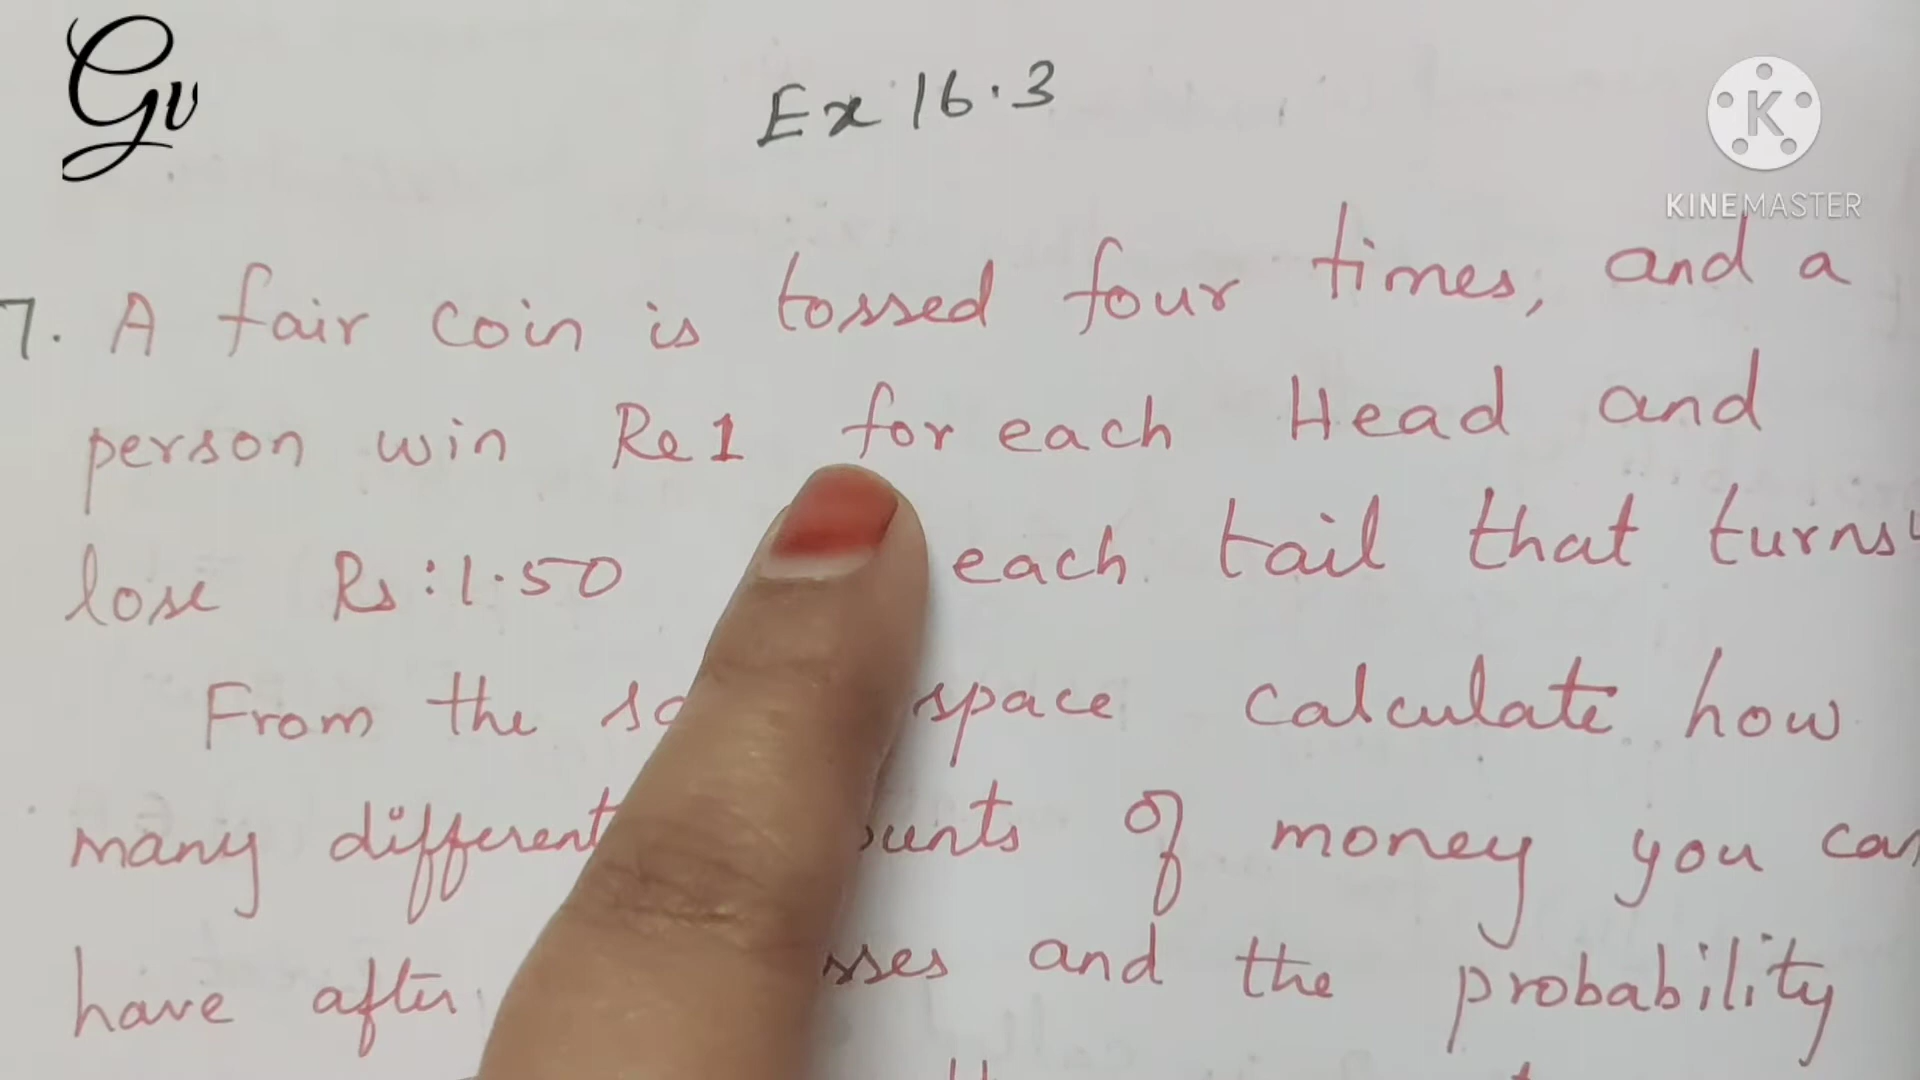 Gv
Ex 16.3
KINEMASTER
7. A fair coin is tossed four times, and a
person win Re 1 for each Head and
lose Rs:1.50 each tail that turns
From the space calculate how
many different of money you can
have after and the probability